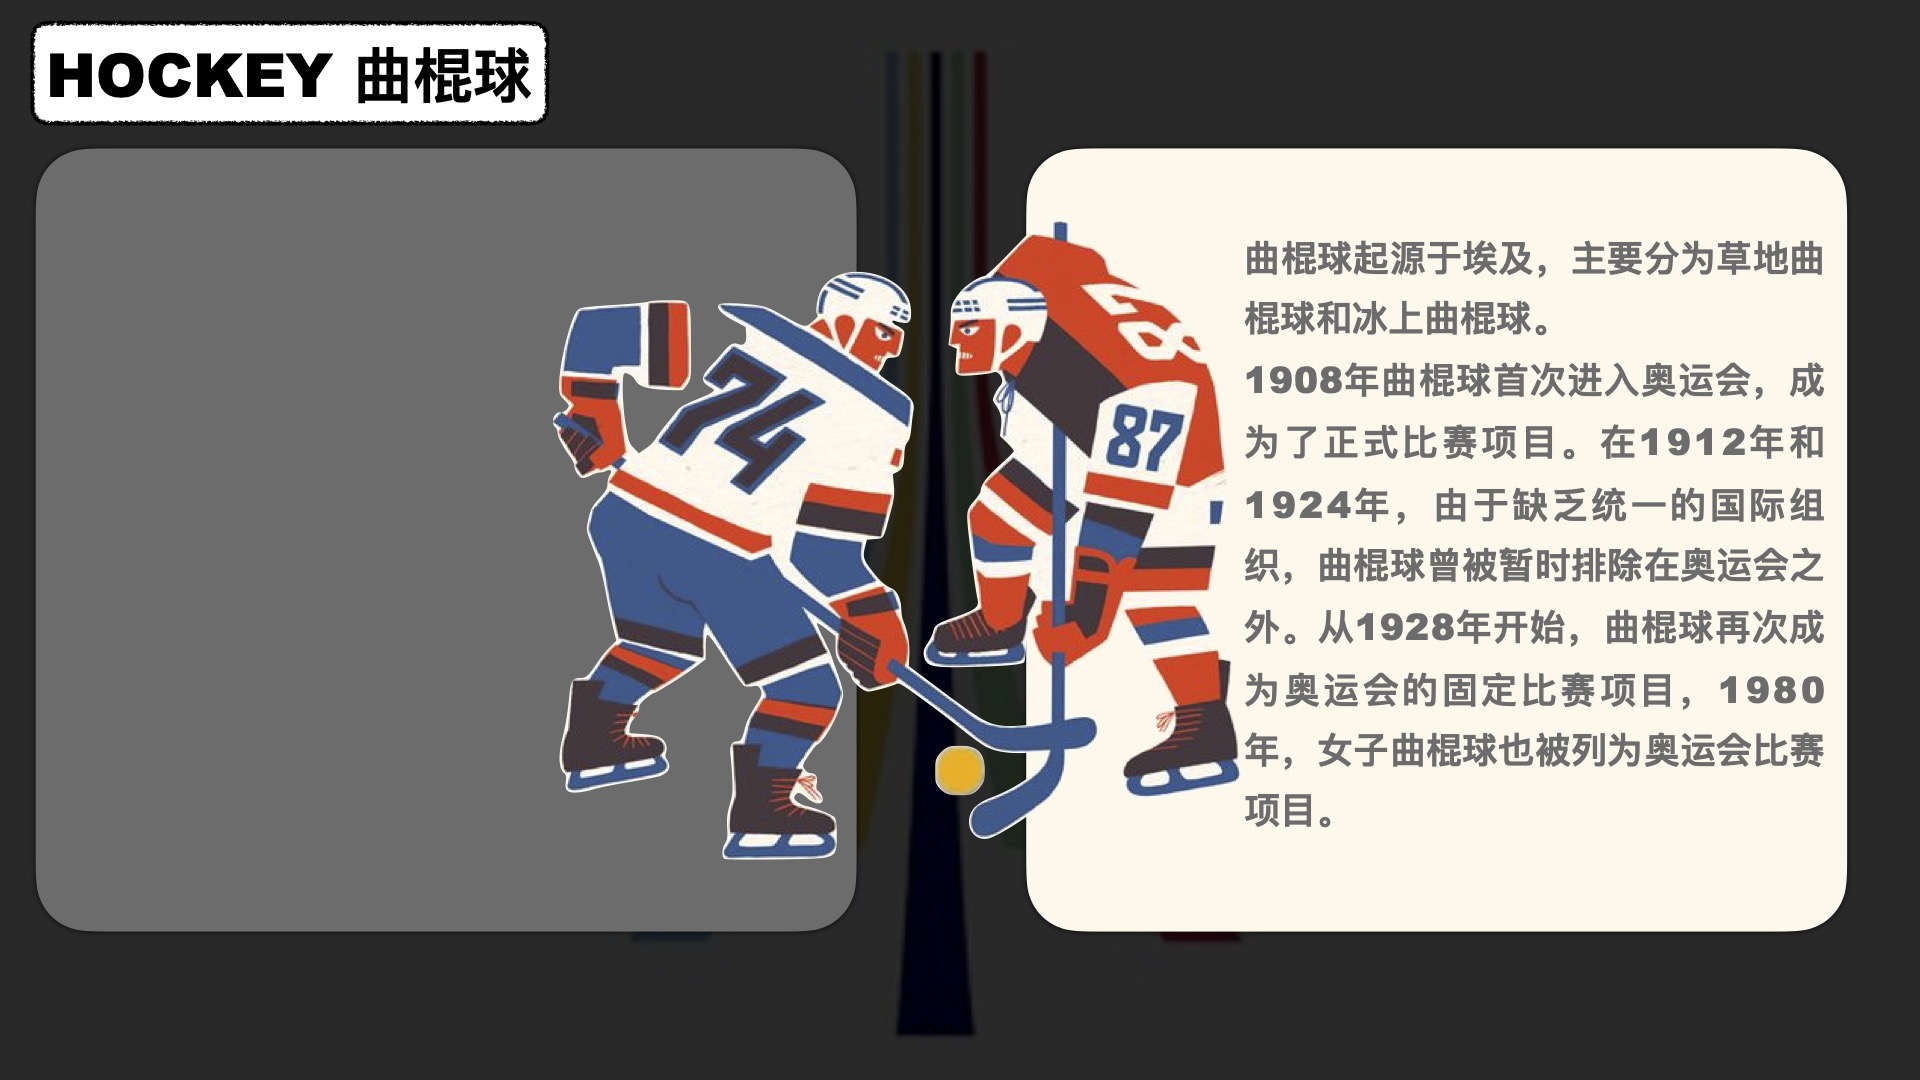 HOCKEY 曲棍球
74
87
曲棍球起源于埃及，主要分为草地曲
棍球和冰上曲棍球。
1908年曲棍球首次进入奥运会，成
为了正式比赛项目。在1912年和
1924年，由于缺乏统一的国际组
织，曲棍球曾被暂时排除在奥运会之
外。从1928年开始，曲棍球再次成
为奥运会的固定比赛项目，1980
年，女子曲棍球也被列为奥运会比赛
项目。